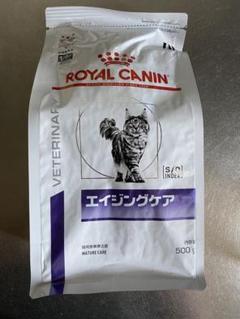 ROYAL CANIN
VETERINARY
S/O
INDEX
エイジングケア
MATURE CARE
500g